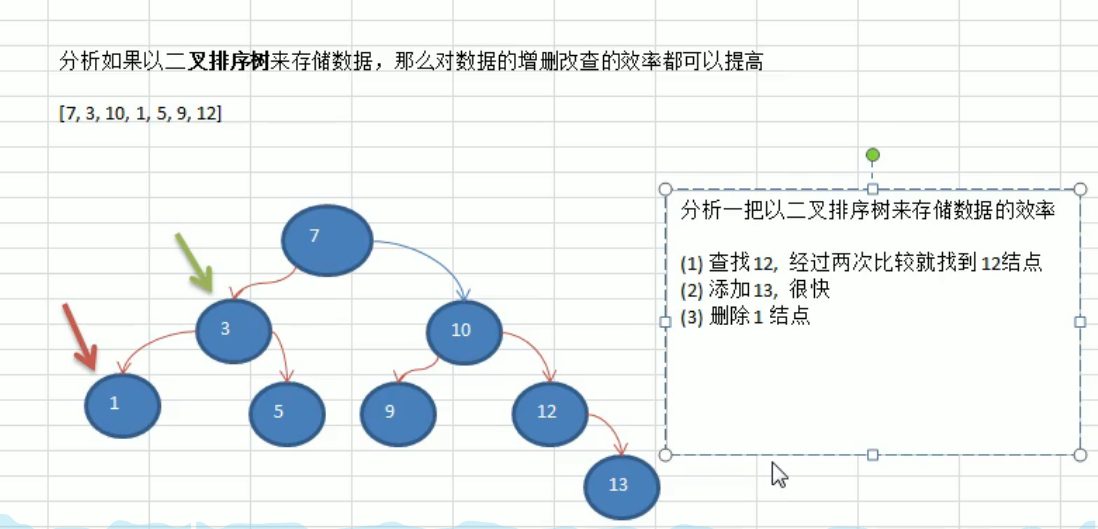 分析如果以二叉排序树来存储数据，那么对数据的增删改查的效率都可以提高
[7, 3, 10, 1, 5, 9, 12]
分析一把以二叉排序树来存储数据的效率
(1) 查找12, 经过两次比较就找到 12结点
(2) 添加13, 很快
(3) 删除1 结点
7
3
10
1
5
9
12
13